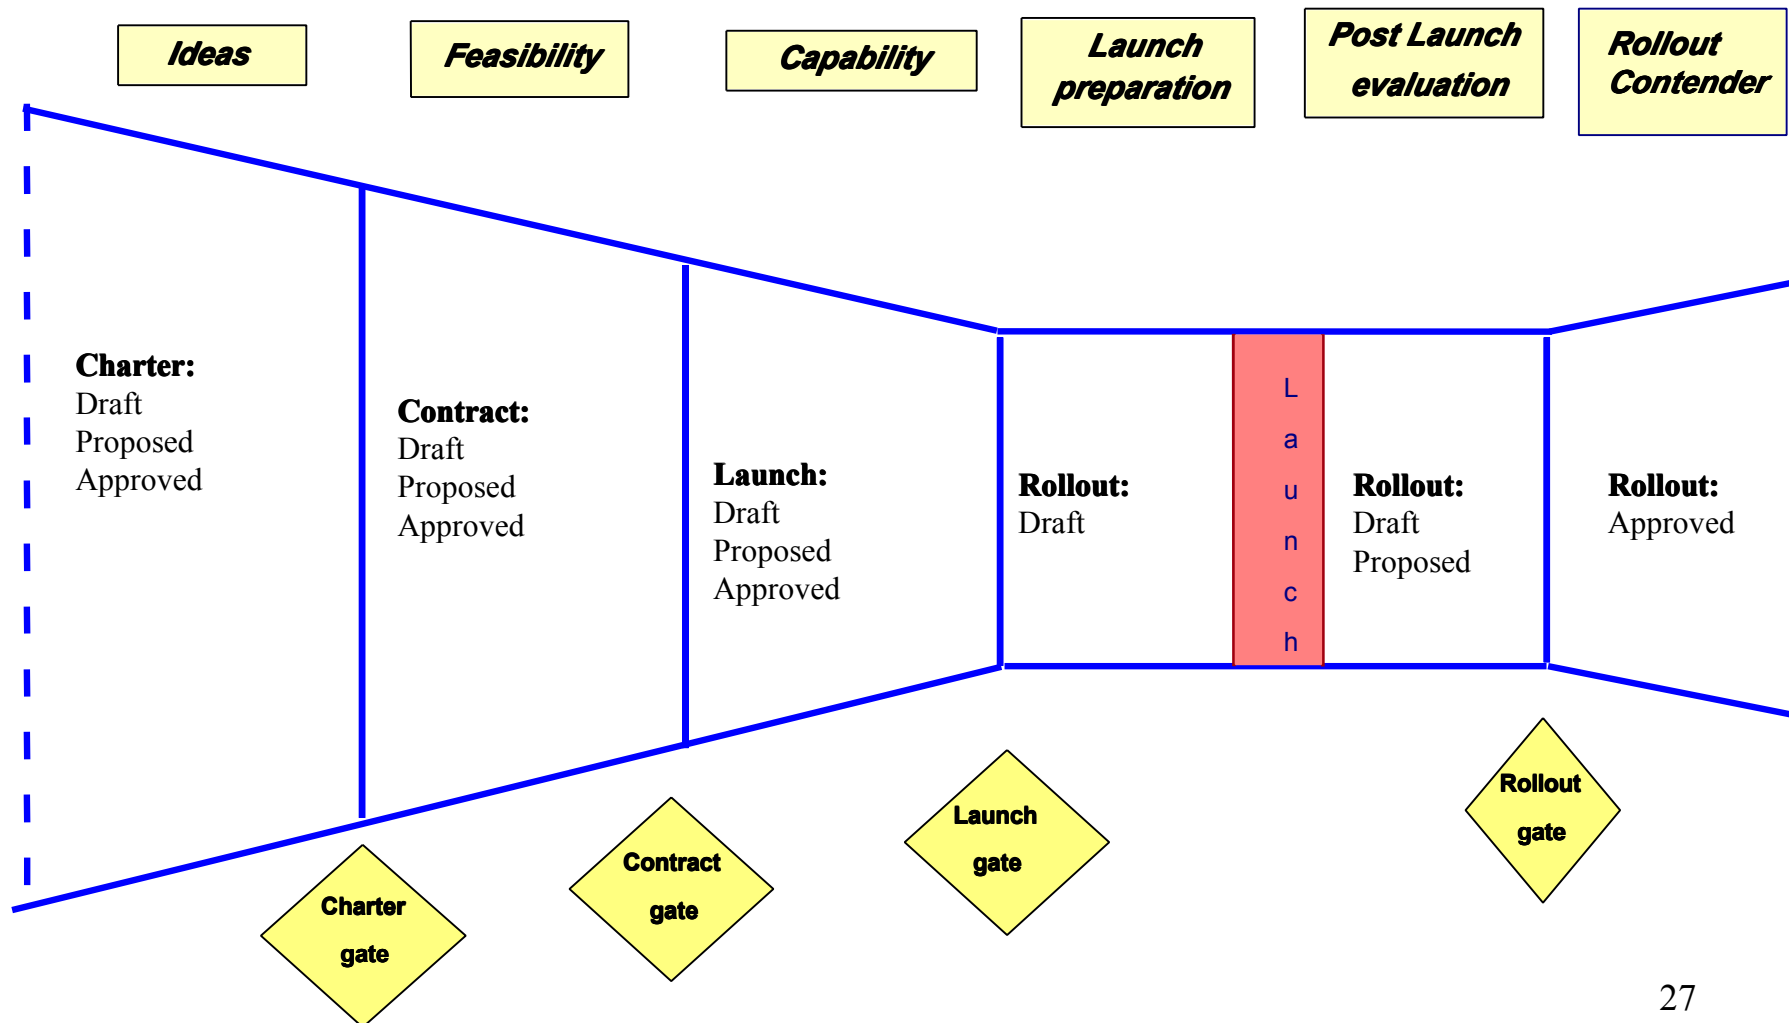 Ideas
Feasibility
Capability
Launch
preparation
Post Launch
evaluation
Rollout
Contender
Charter:
Draft
Proposed
Approved
Contract:
Draft
Proposed
Approved
Launch:
Draft
Proposed
Approved
Rollout:
Draft
L
a
u
n
c
h
Rollout:
Draft
Proposed
Rollout:
Approved
Charter
gate
Contract
gate
Launch
gate
Rollout
gate
27